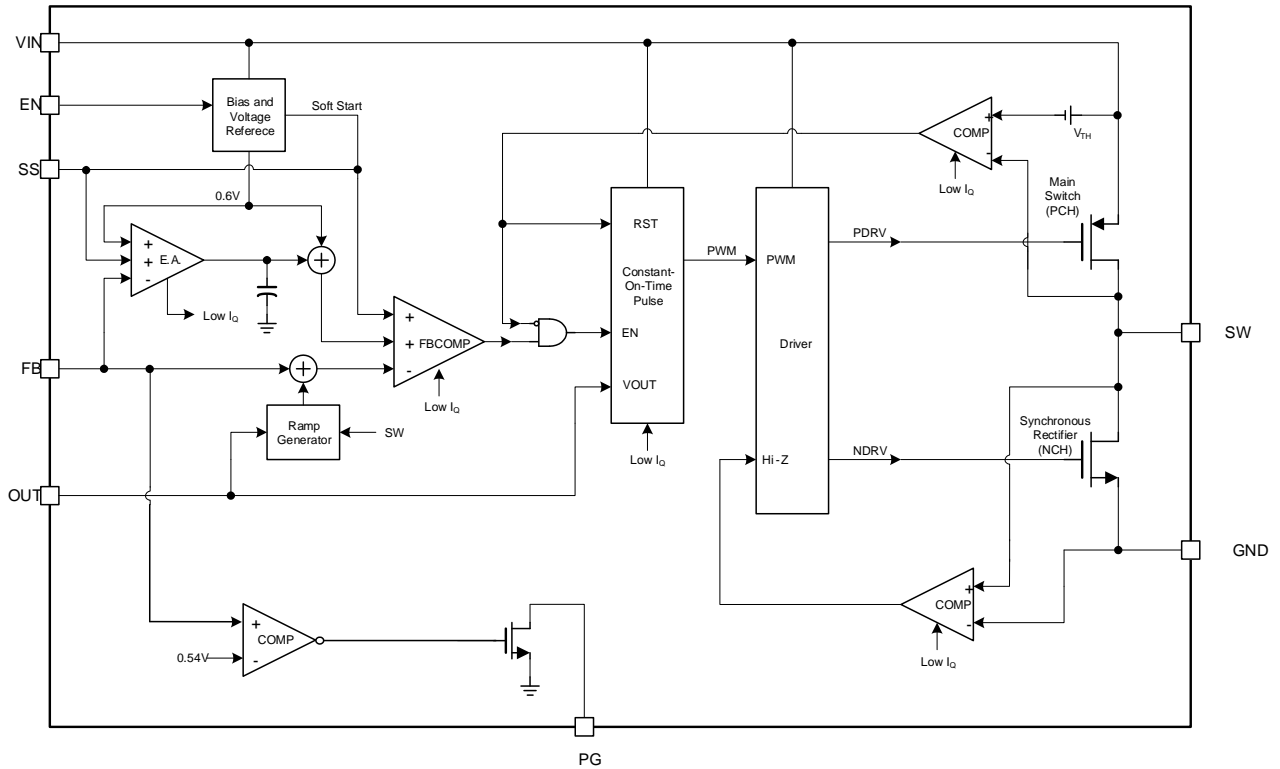 VIN
EN
SS
FB
OUT
Bias and
Voltage
Referece
Soft Start
0.6V
+
+
-
E.A.
Low IQ
+
+
+
-
FBCOMP
Low IQ
+
Ramp
Generator
SW
RST
Constant-
On-Time
Pulse
EN
VOUT
Low IQ
PWM
PWM
Driver
Hi-Z
PDRV
NDRV
+
-
COMP
Low IQ
VTH
Main
Switch
(PCH)
SW
Synchronous
Rectifier
(NCH)
GND
+
-
COMP
Low IQ
+
-
COMP
0.54V
PG